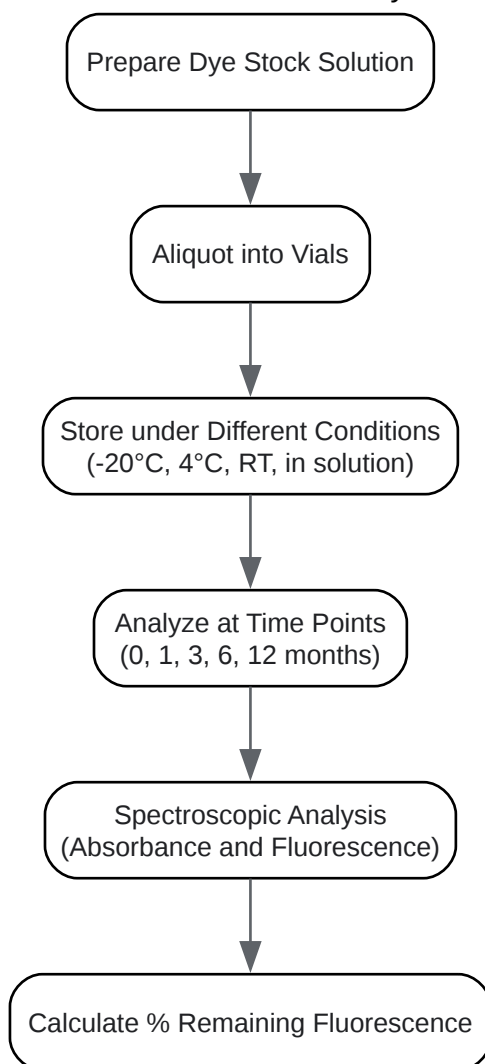 Prepare Dye Stock Solution
Aliquot into Vials
Store under Different Conditions
(-20°C, 4°C, RT, in solution)
Analyze at Time Points
(0, 1, 3, 6, 12 months)
Spectroscopic Analysis
(Absorbance and Fluorescence)
Calculate % Remaining Fluorescence